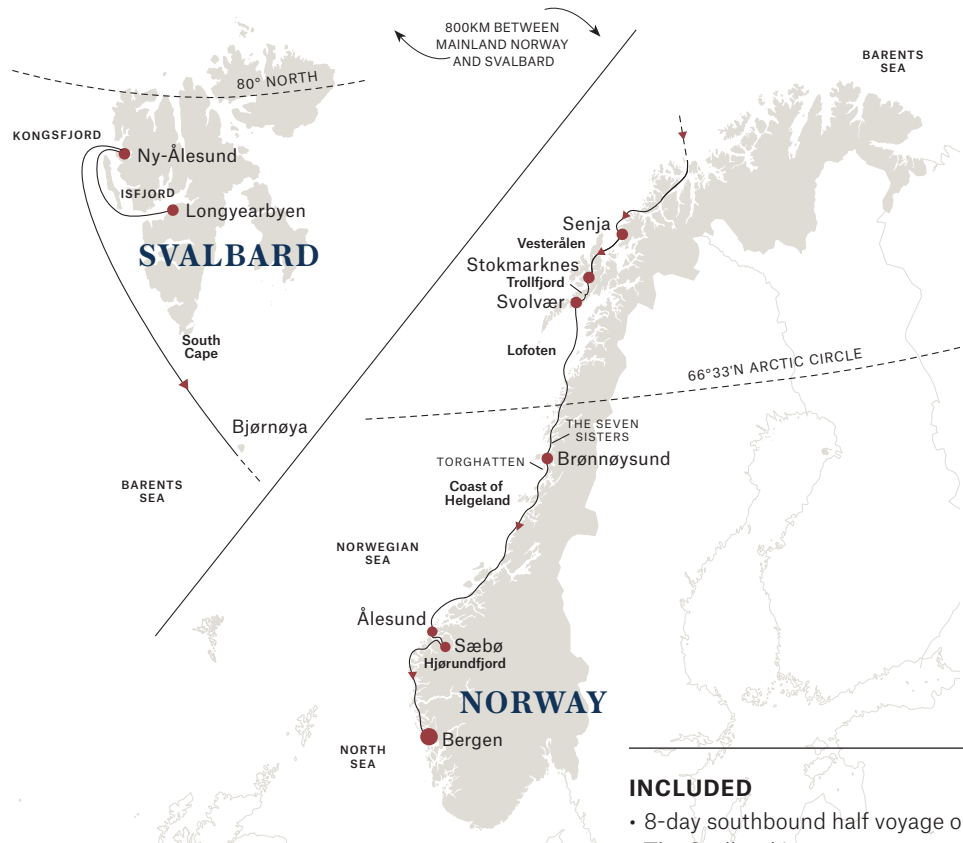 800KM BETWEEN
MAINLAND NORWAY
AND SVALBARD
BARENTS
SEA
80° NORTH
KONGSFJORD
Ny-Ålesund
ISFJORD
Longyearbyen
SVALBARD
Senja
Vesterålen
Stokmarknes
Trollfjord
Svolvær
South
Cape
Lofoten
66°33'N ARCTIC CIRCLE
Bjørnøya
THE SEVEN
SISTERS
TORGHATTEN
Brønnøysund
BARENTS
SEA
Coast of
Helgeland
NORWEGIAN
SEA
Ålesund
Sæbø
Hjørundfjord
NORWAY
Bergen
NORTH
SEA
INCLUDED
• 8-day southbound half voyage o